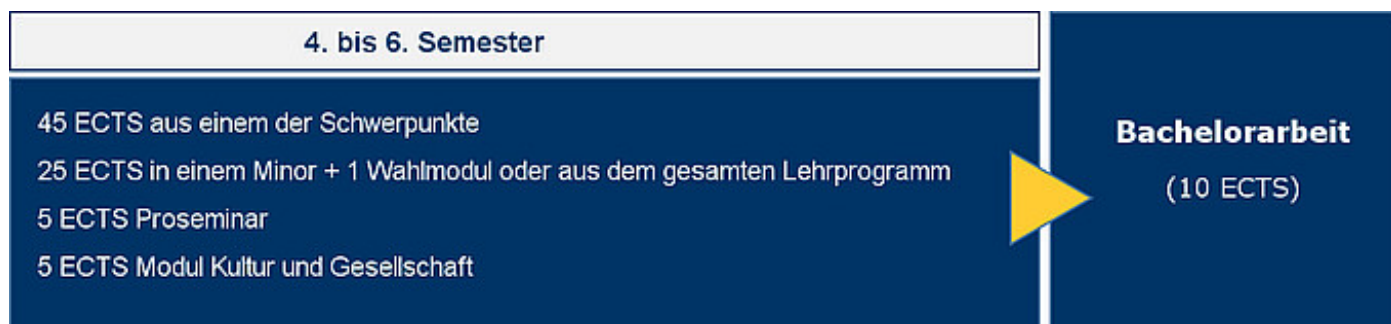 4. bis 6. Semester
45 ECTS aus einem der Schwerpunkte
25 ECTS in einem Minor + 1 Wahlmodul oder aus dem gesamten Lehrprogramm
5 ECTS Proseminar
5 ECTS Modul Kultur und Gesellschaft
Bachelorarbeit
(10 ECTS)